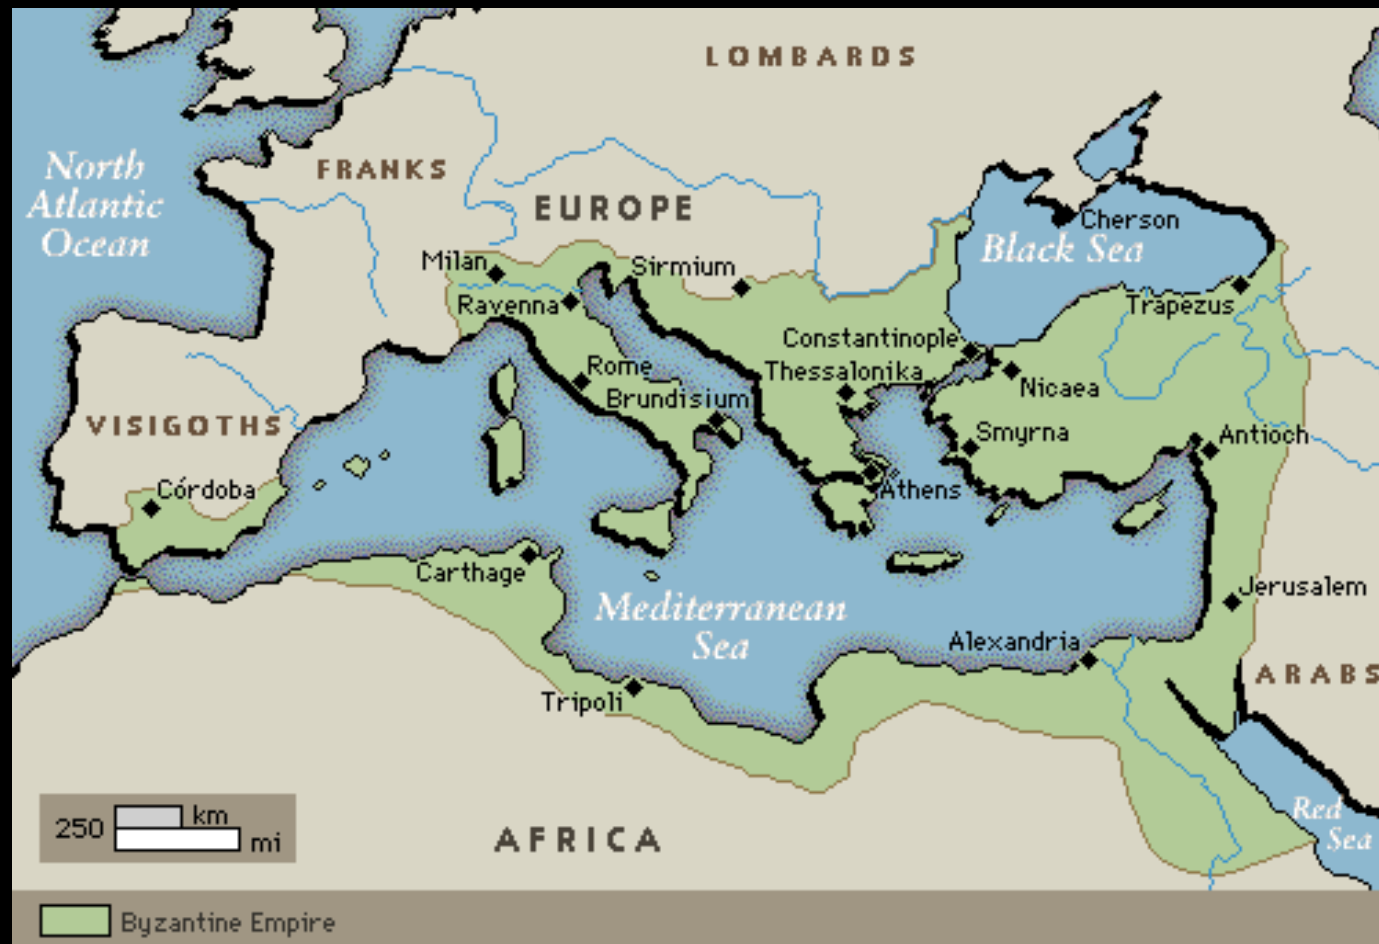 LOMBARDS
North
Atlantic
Ocean
FRANKS
EUROPE
Cherson
Black Sea
Milan
Sirmium
Ravenna
Trapezus
Constantinople
Rome
Thessalonika
Nicaea
Brundisium
VISIGOTHS
Smyrna
Antioch
Córdoba
Athens
Carthage
Jerusalem
Mediterranean
Sea
Alexandria
ARABS
Tripoli
Red
Sea
250 km
mi
AFRICA
Byzantine Empire